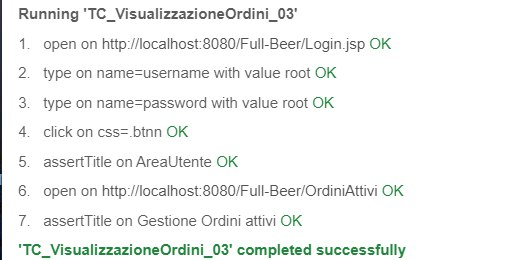 Running 'TC_VisualizzazioneOrdini_03'
1. open on http://localhost:8080/Full-Beer/Login.jsp OK
2. type on name=username with value root OK
3. type on name=password with value root OK
4. click on css=.btnn OK
5. assertTitle on AreaUtente OK
6. open on http://localhost:8080/Full-Beer/OrdiniAttivi OK
7. assertTitle on Gestione Ordini attivi OK
'TC_VisualizzazioneOrdini_03' completed successfully